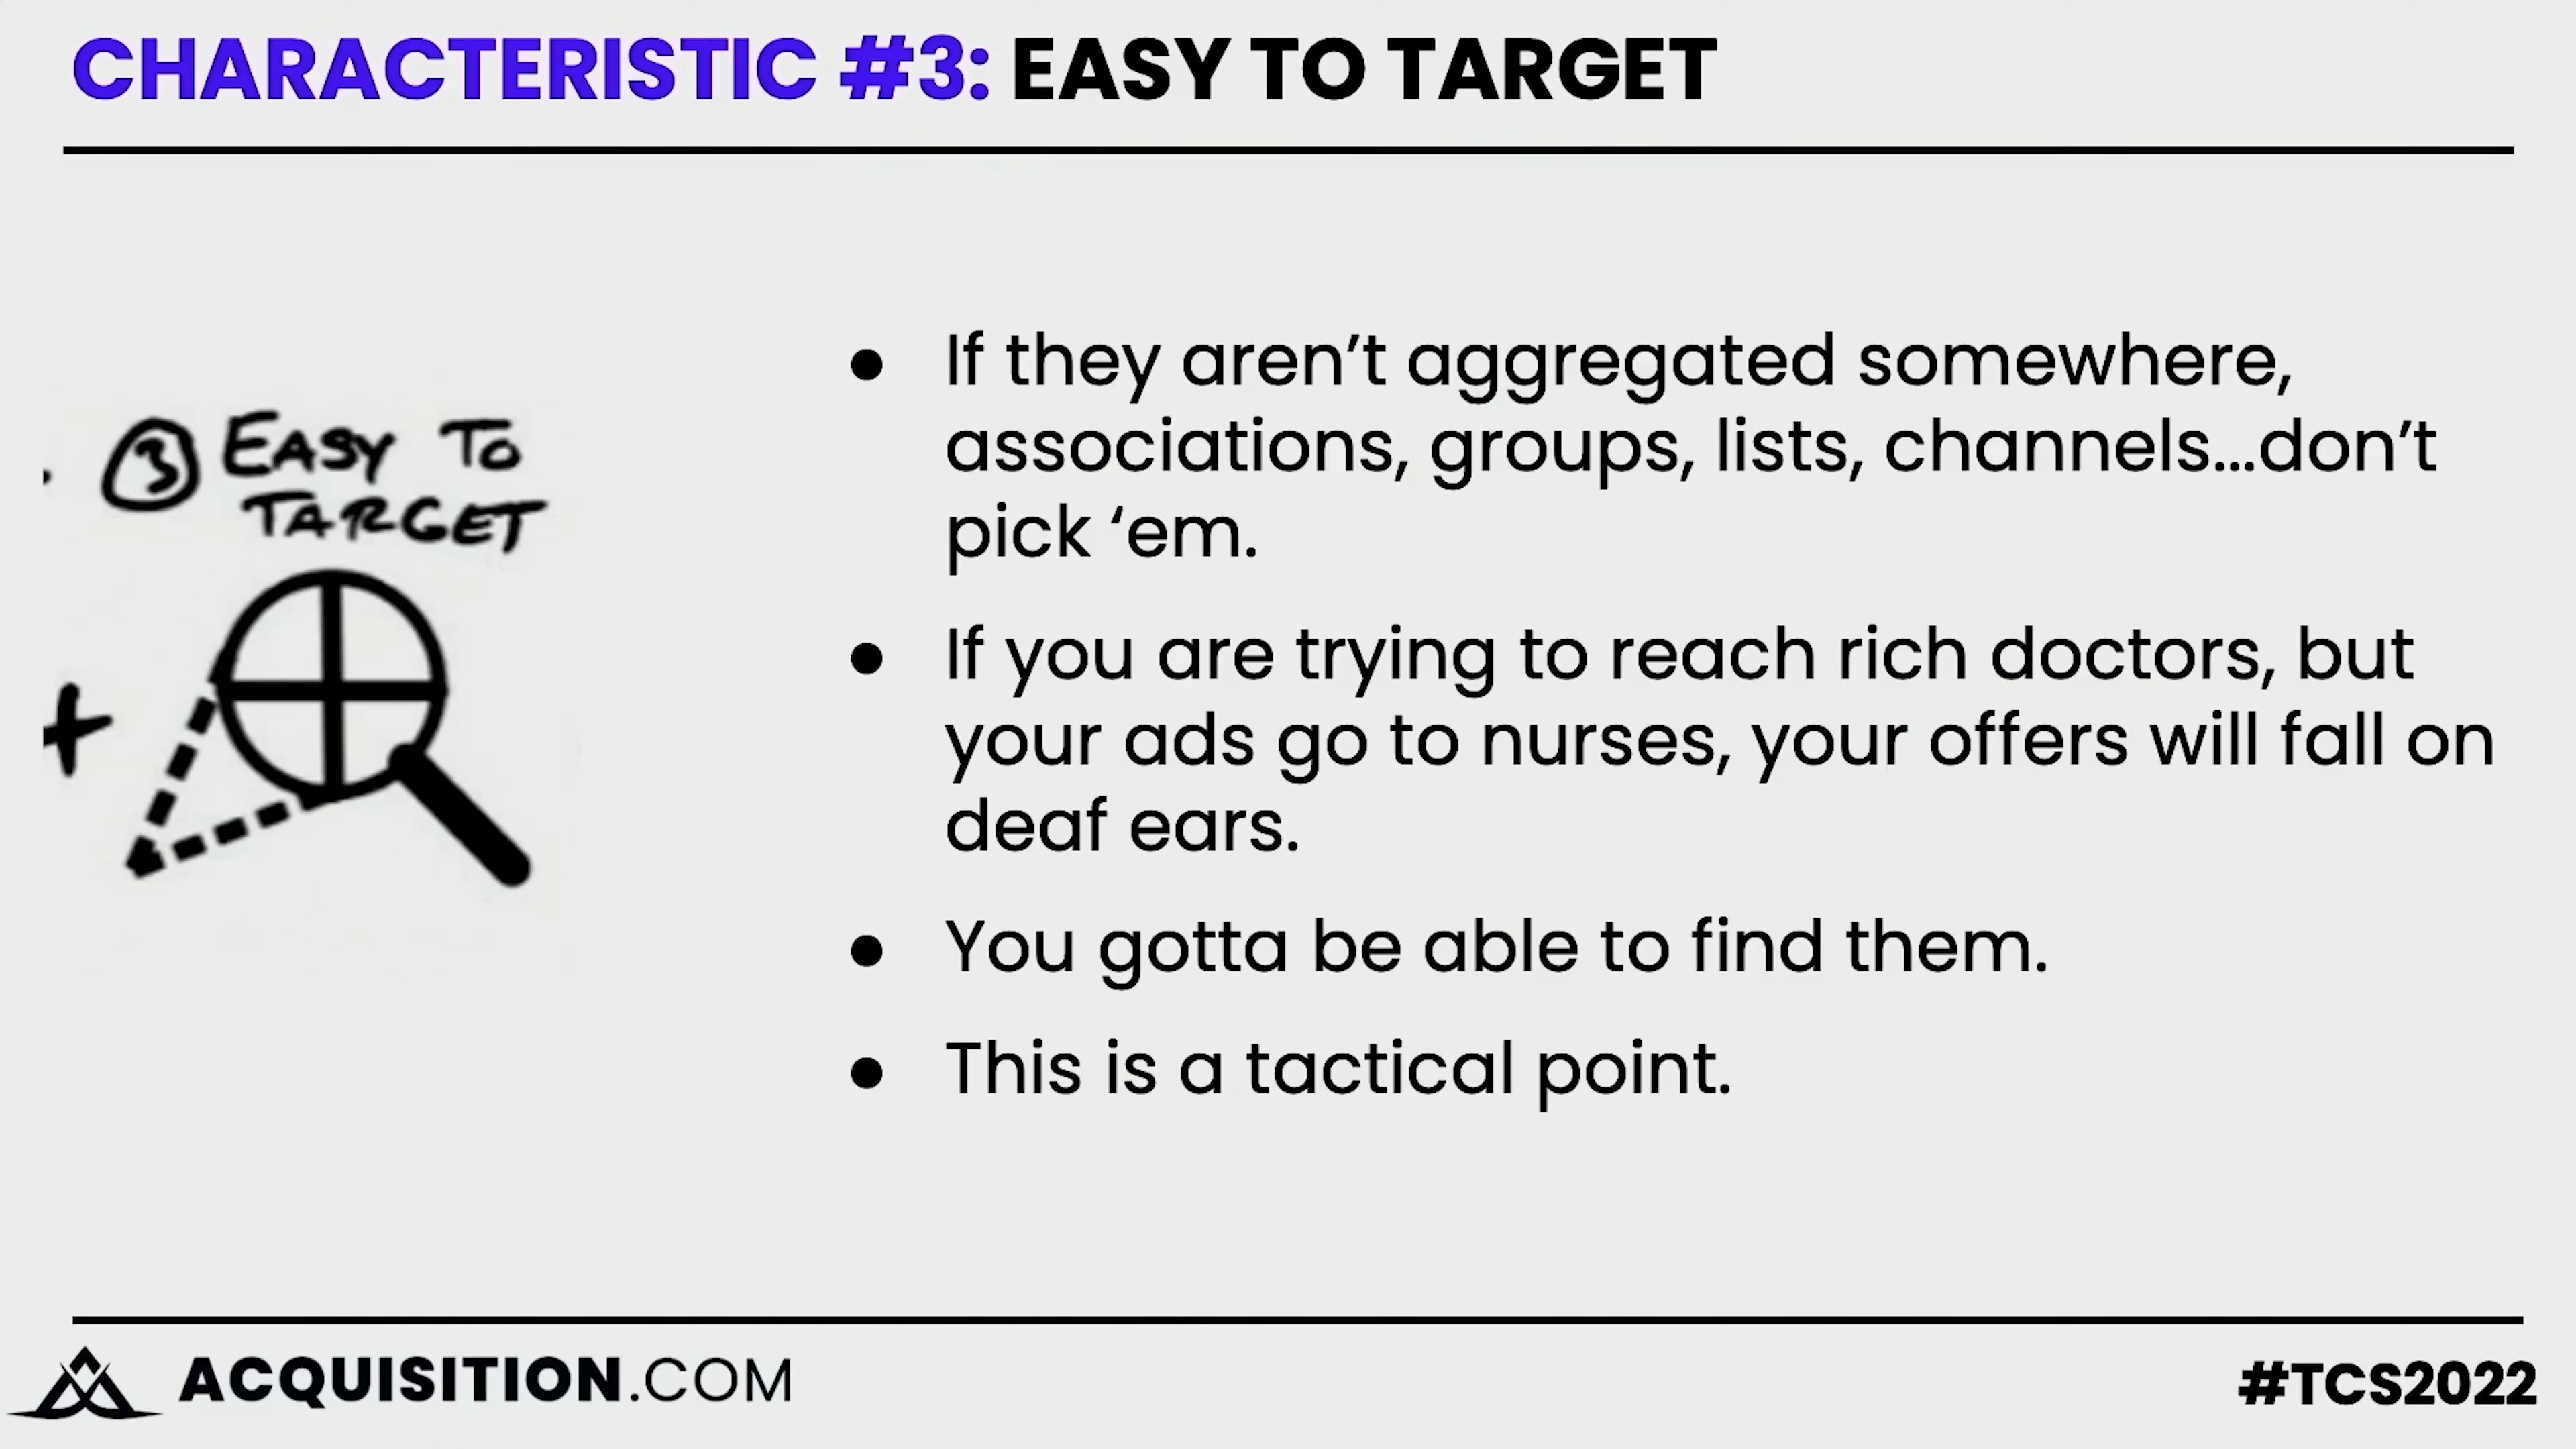 CHARACTERISTIC #3: EASY TO TARGET
③ EASY TO
TARGET
+
● If they aren’t aggregated somewhere,
associations, groups, lists, channels...don’t
pick ‘em.
● If you are trying to reach rich doctors, but
your ads go to nurses, your offers will fall on
deaf ears.
● You gotta be able to find them.
● This is a tactical point.
ACQUISITION.COM
#TCS2022